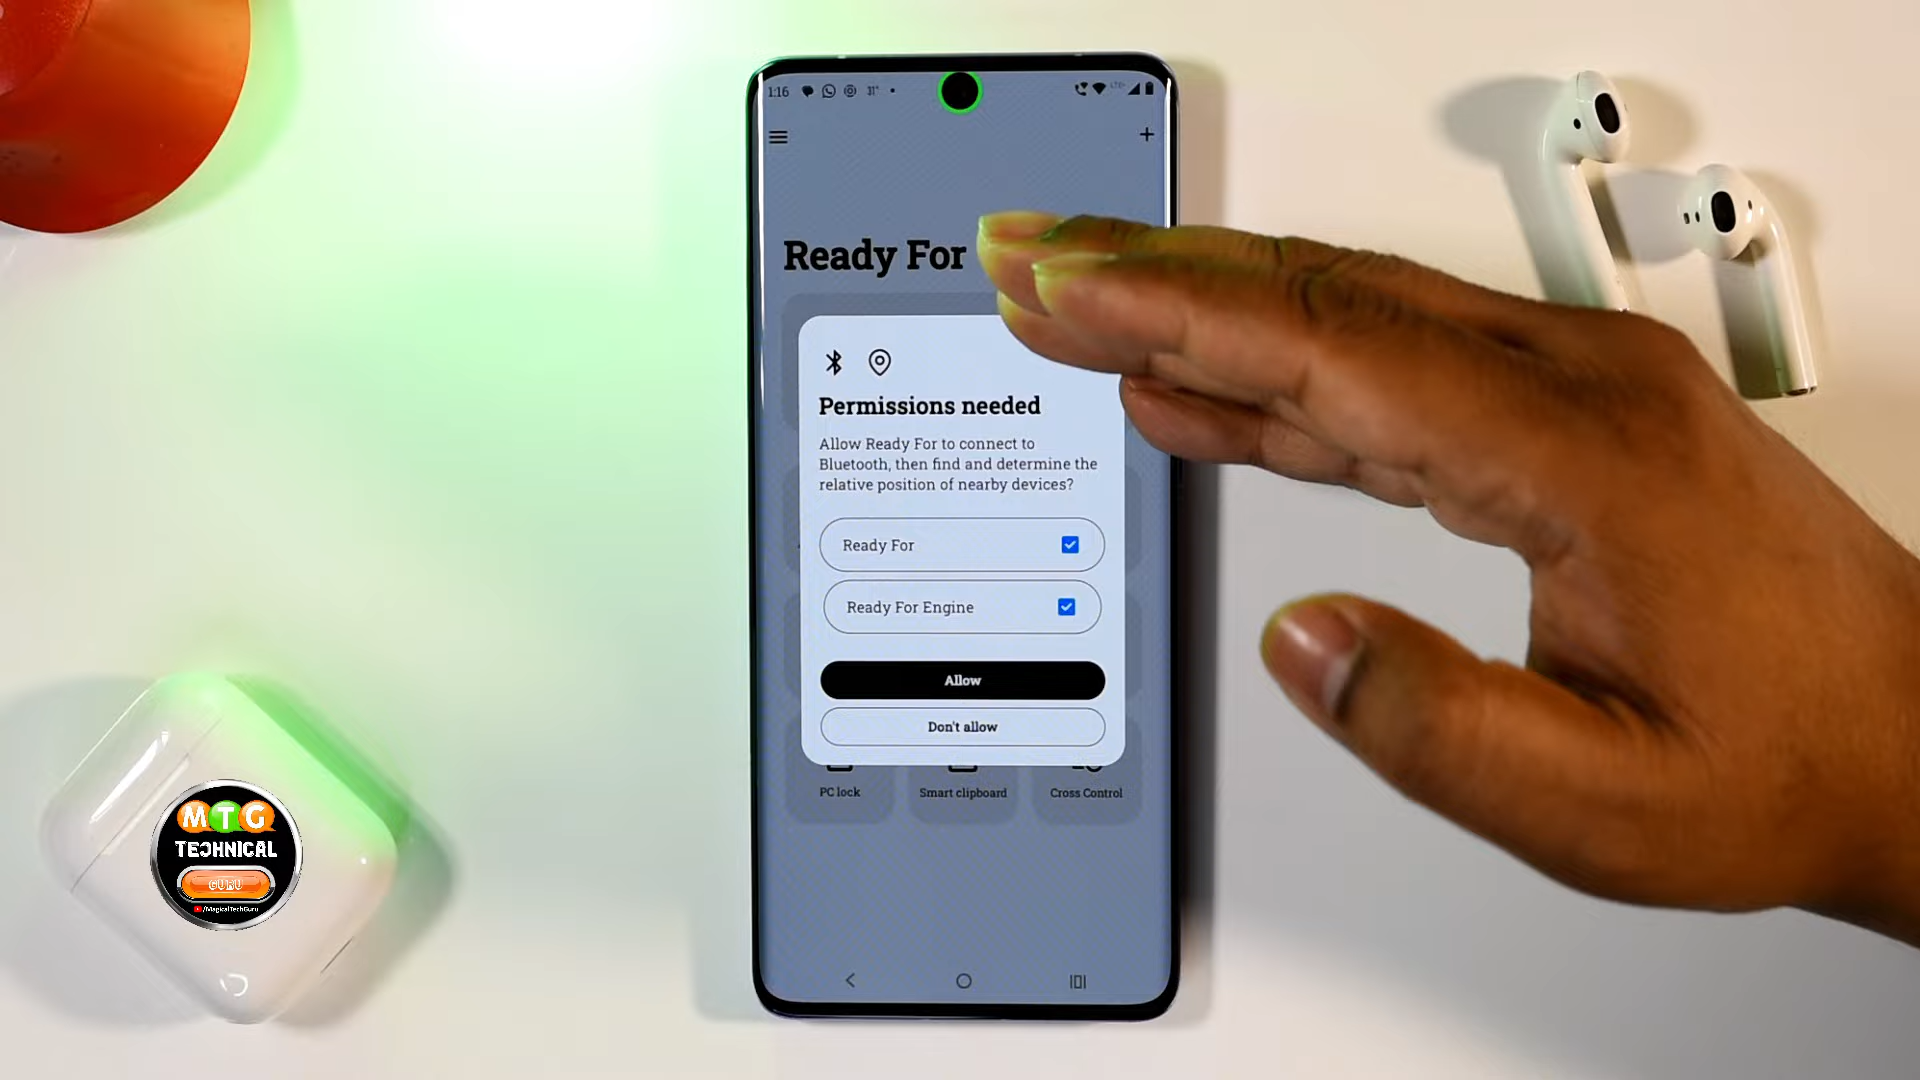 1:16
31°
LTE+
Ready For
Permissions needed
Allow Ready For to connect to
Bluetooth, then find and determine the
relative position of nearby devices?
Ready For
Ready For Engine
Allow
Don't allow
PC lock
Smart clipboard
Cross Control
MTG
TECHNICAL
GURU
/MagicalTechGuru